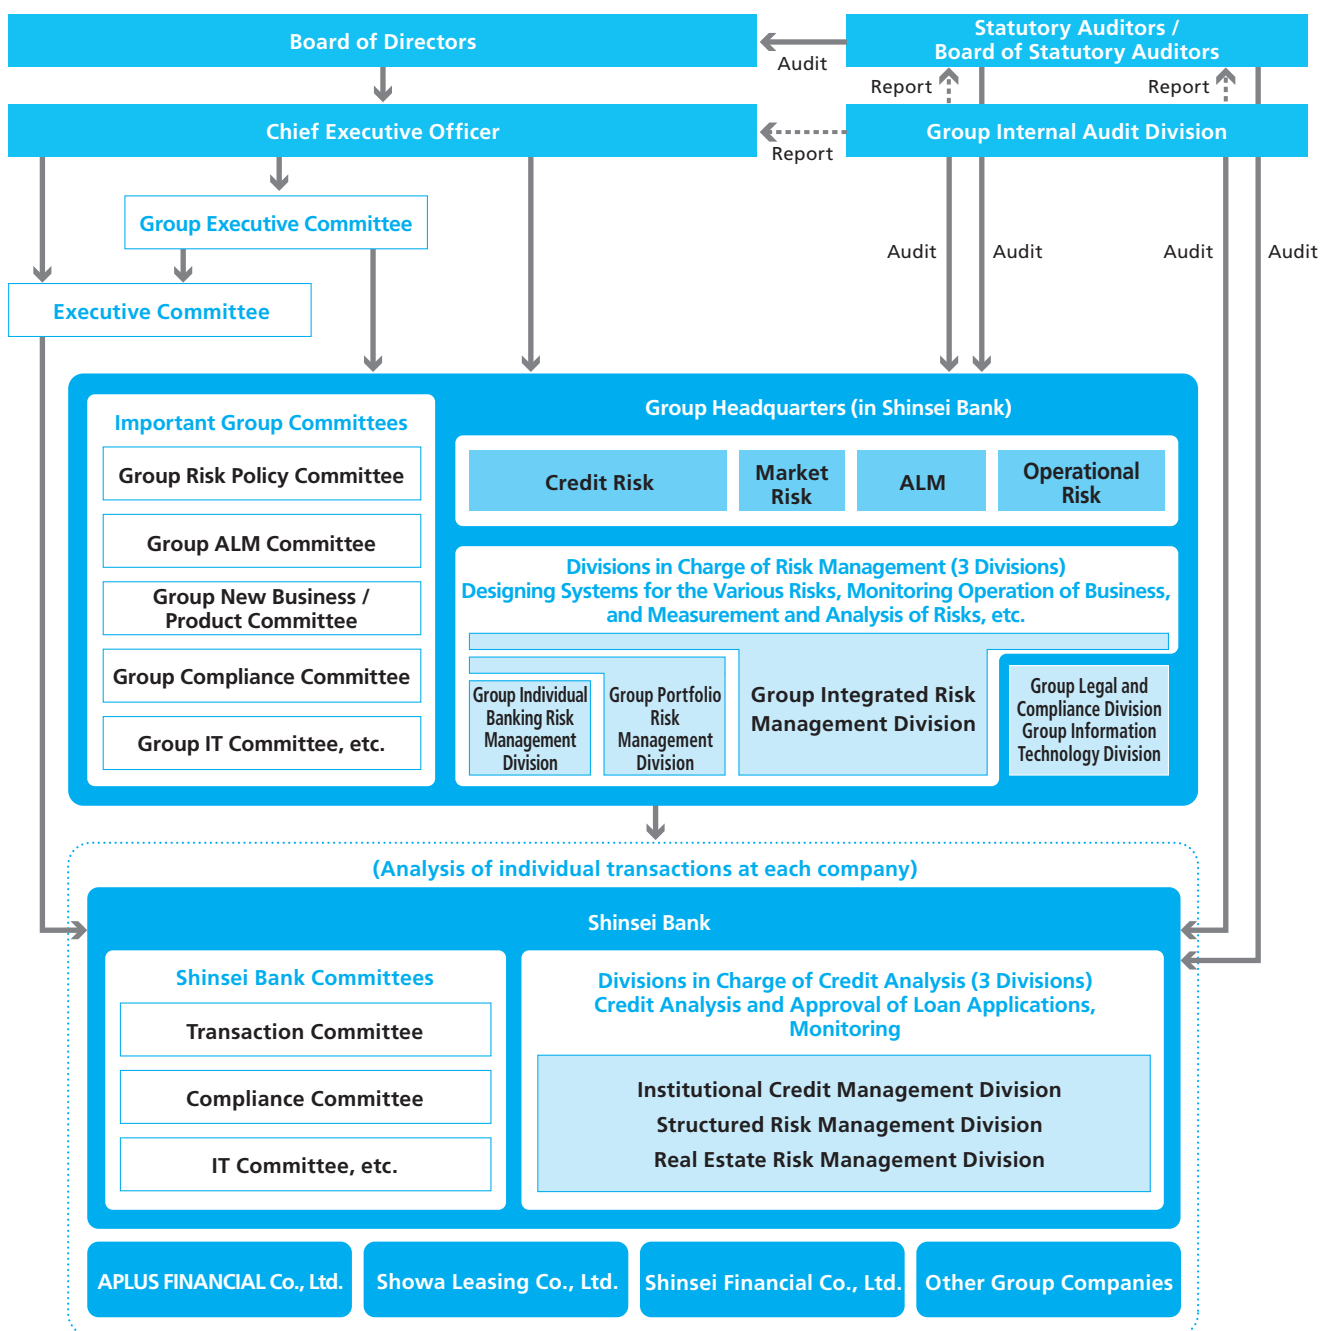 Board of Directors
Statutory Auditors /
Board of Statutory Auditors
Audit
Report
Report
Chief Executive Officer
Group Internal Audit Division
Report
Group Executive Committee
Audit
Audit
Audit
Audit
Executive Committee
Important Group Committees
Group Risk Policy Committee
Group ALM Committee
Group New Business /
Product Committee
Group Compliance Committee
Group IT Committee, etc.
Group Headquarters (in Shinsei Bank)
Credit Risk
Market
Risk
ALM
Operational
Risk
Divisions in Charge of Risk Management (3 Divisions)
Designing Systems for the Various Risks, Monitoring Operation of Business,
and Measurement and Analysis of Risks, etc.
Group Individual
Banking Risk
Management
Division
Group Portfolio
Risk
Management
Division
Group Integrated Risk
Management Division
Group Legal and
Compliance Division
Group Information
Technology Division
(Analysis of individual transactions at each company)
Shinsei Bank
Shinsei Bank Committees
Transaction Committee
Compliance Committee
IT Committee, etc.
Divisions in Charge of Credit Analysis (3 Divisions)
Credit Analysis and Approval of Loan Applications,
Monitoring
Institutional Credit Management Division
Structured Risk Management Division
Real Estate Risk Management Division
APLUS FINANCIAL Co., Ltd.
Showa Leasing Co., Ltd.
Shinsei Financial Co., Ltd.
Other Group Companies